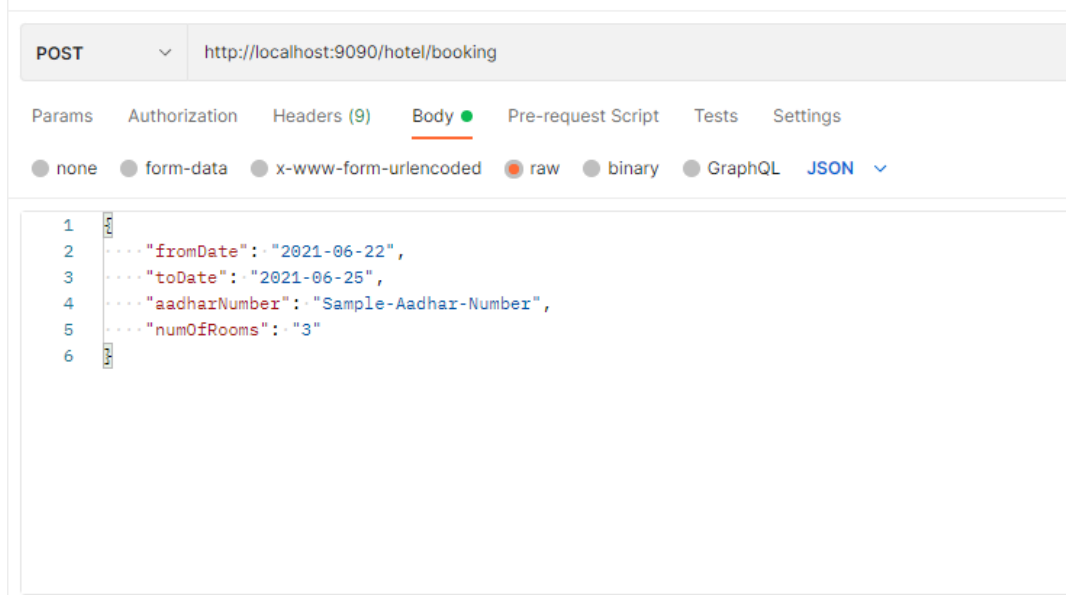 POST http://localhost:9090/hotel/booking
Params Authorization Headers (9) Body Pre-request Script Tests Settings
none form-data x-www-form-urlencoded raw binary GraphQL JSON
1 {
2 "fromDate": "2021-06-22",
3 "toDate": "2021-06-25",
4 "aadharNumber": "Sample-Aadhar-Number",
5 "numOfRooms": "3"
6 }